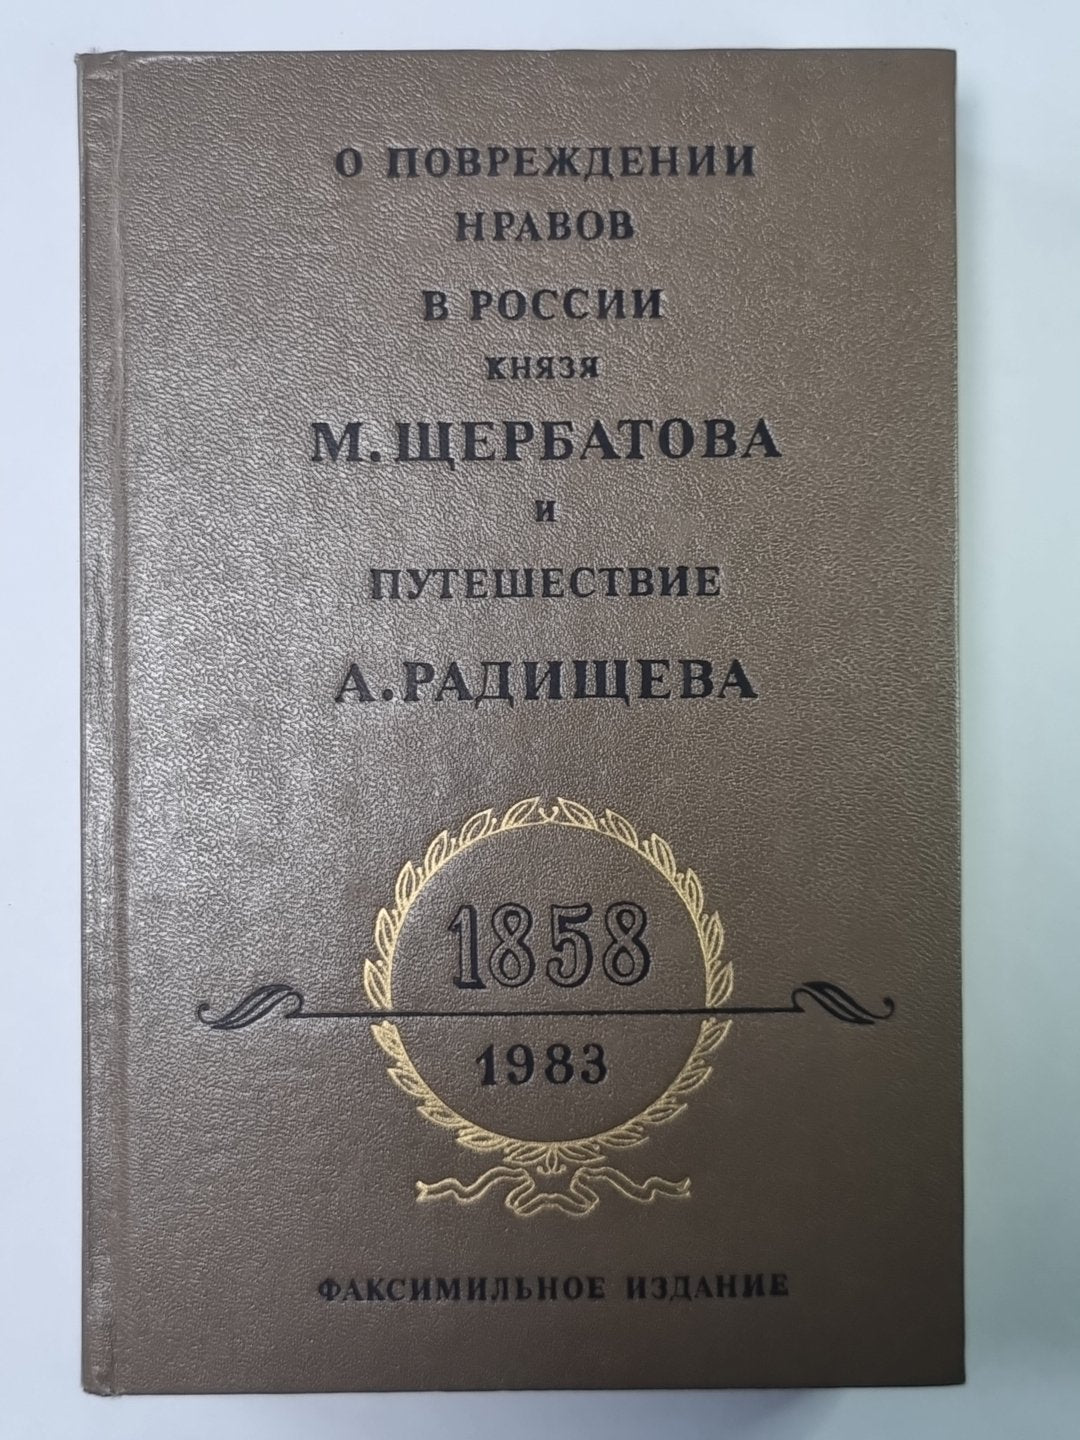 О ПОВРЕЖДЕНИИ
НРАВОВ
В РОССИИ
КНЯЗЯ
М. ЩЕРБАТОВА
И
ПУТЕШЕСТВИЕ
А. РАДИЩЕВА
1858
1983
ФАКСИМИЛЬНОЕ ИЗДАНИЕ